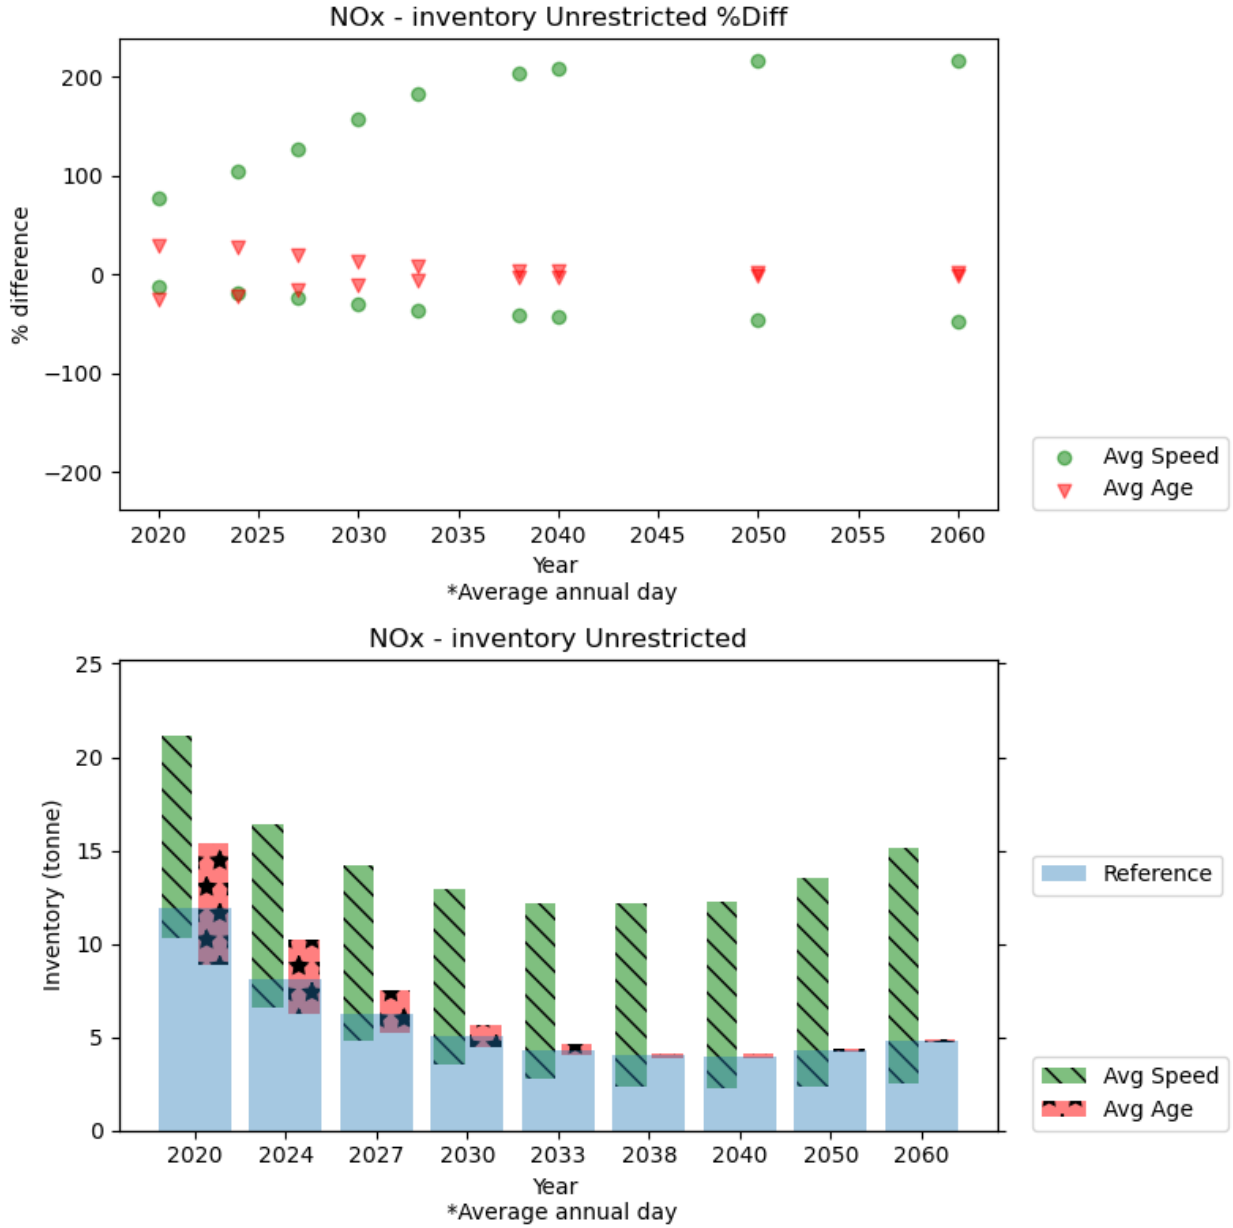 NOx - inventory Unrestricted %Diff
200
100
0
−100
−200
% difference
2020 2025 2030 2035 2040 2045 2050 2055 2060
Year
*Average annual day
Avg Speed
Avg Age
NOx - inventory Unrestricted
25
20
15
10
5
0
Inventory (tonne)
2020 2024 2027 2030 2033 2038 2040 2050 2060
Year
*Average annual day
Reference
Avg Speed
Avg Age